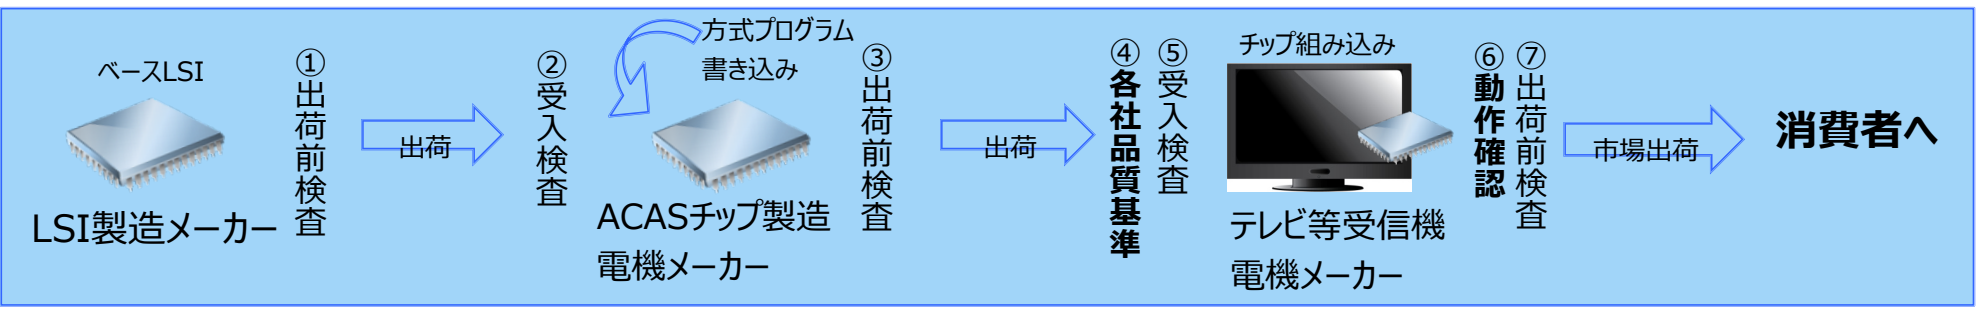 ベースLSI
LSI製造メーカー
①出荷前検査
出荷
②受入検査
方式プログラム
書き込み
ACASチップ製造
電機メーカー
③出荷前検査
出荷
④各社品質基準
⑤受入検査
チップ組み込み
テレビ等受信機
電機メーカー
⑥動作確認
⑦出荷前検査
市場出荷
消費者へ